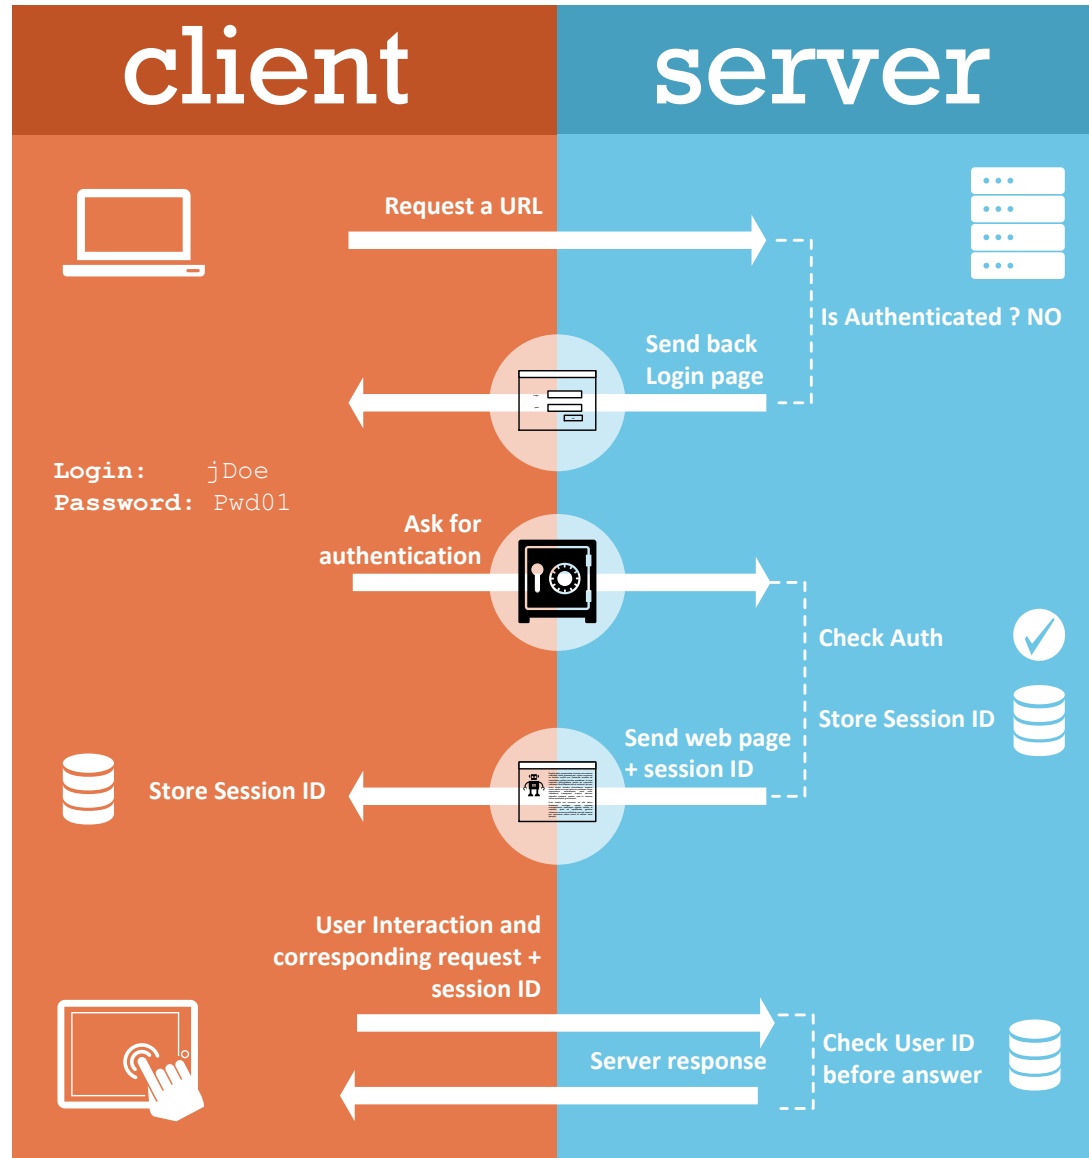 client
server
Request a URL
Is Authenticated ? NO
Send back
Login page
Login: jDoe
Password: Pwd01
Ask for
authentication
Check Auth
Store Session ID
Send web page
+ session ID
Store Session ID
User Interaction and
corresponding request +
session ID
Check User ID
before answer
Server response